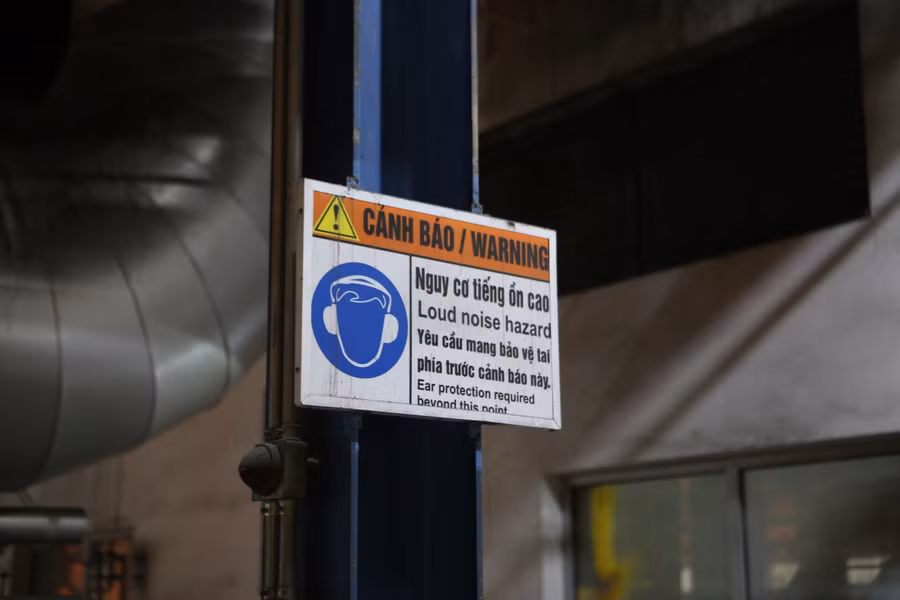 CẢNH BÁO / WARNING
Nguy cơ tiếng ồn cao
Loud noise hazard
Yêu cầu mang bảo vệ tai
phía trước cảnh báo này.
Ear protection required
beyond this point